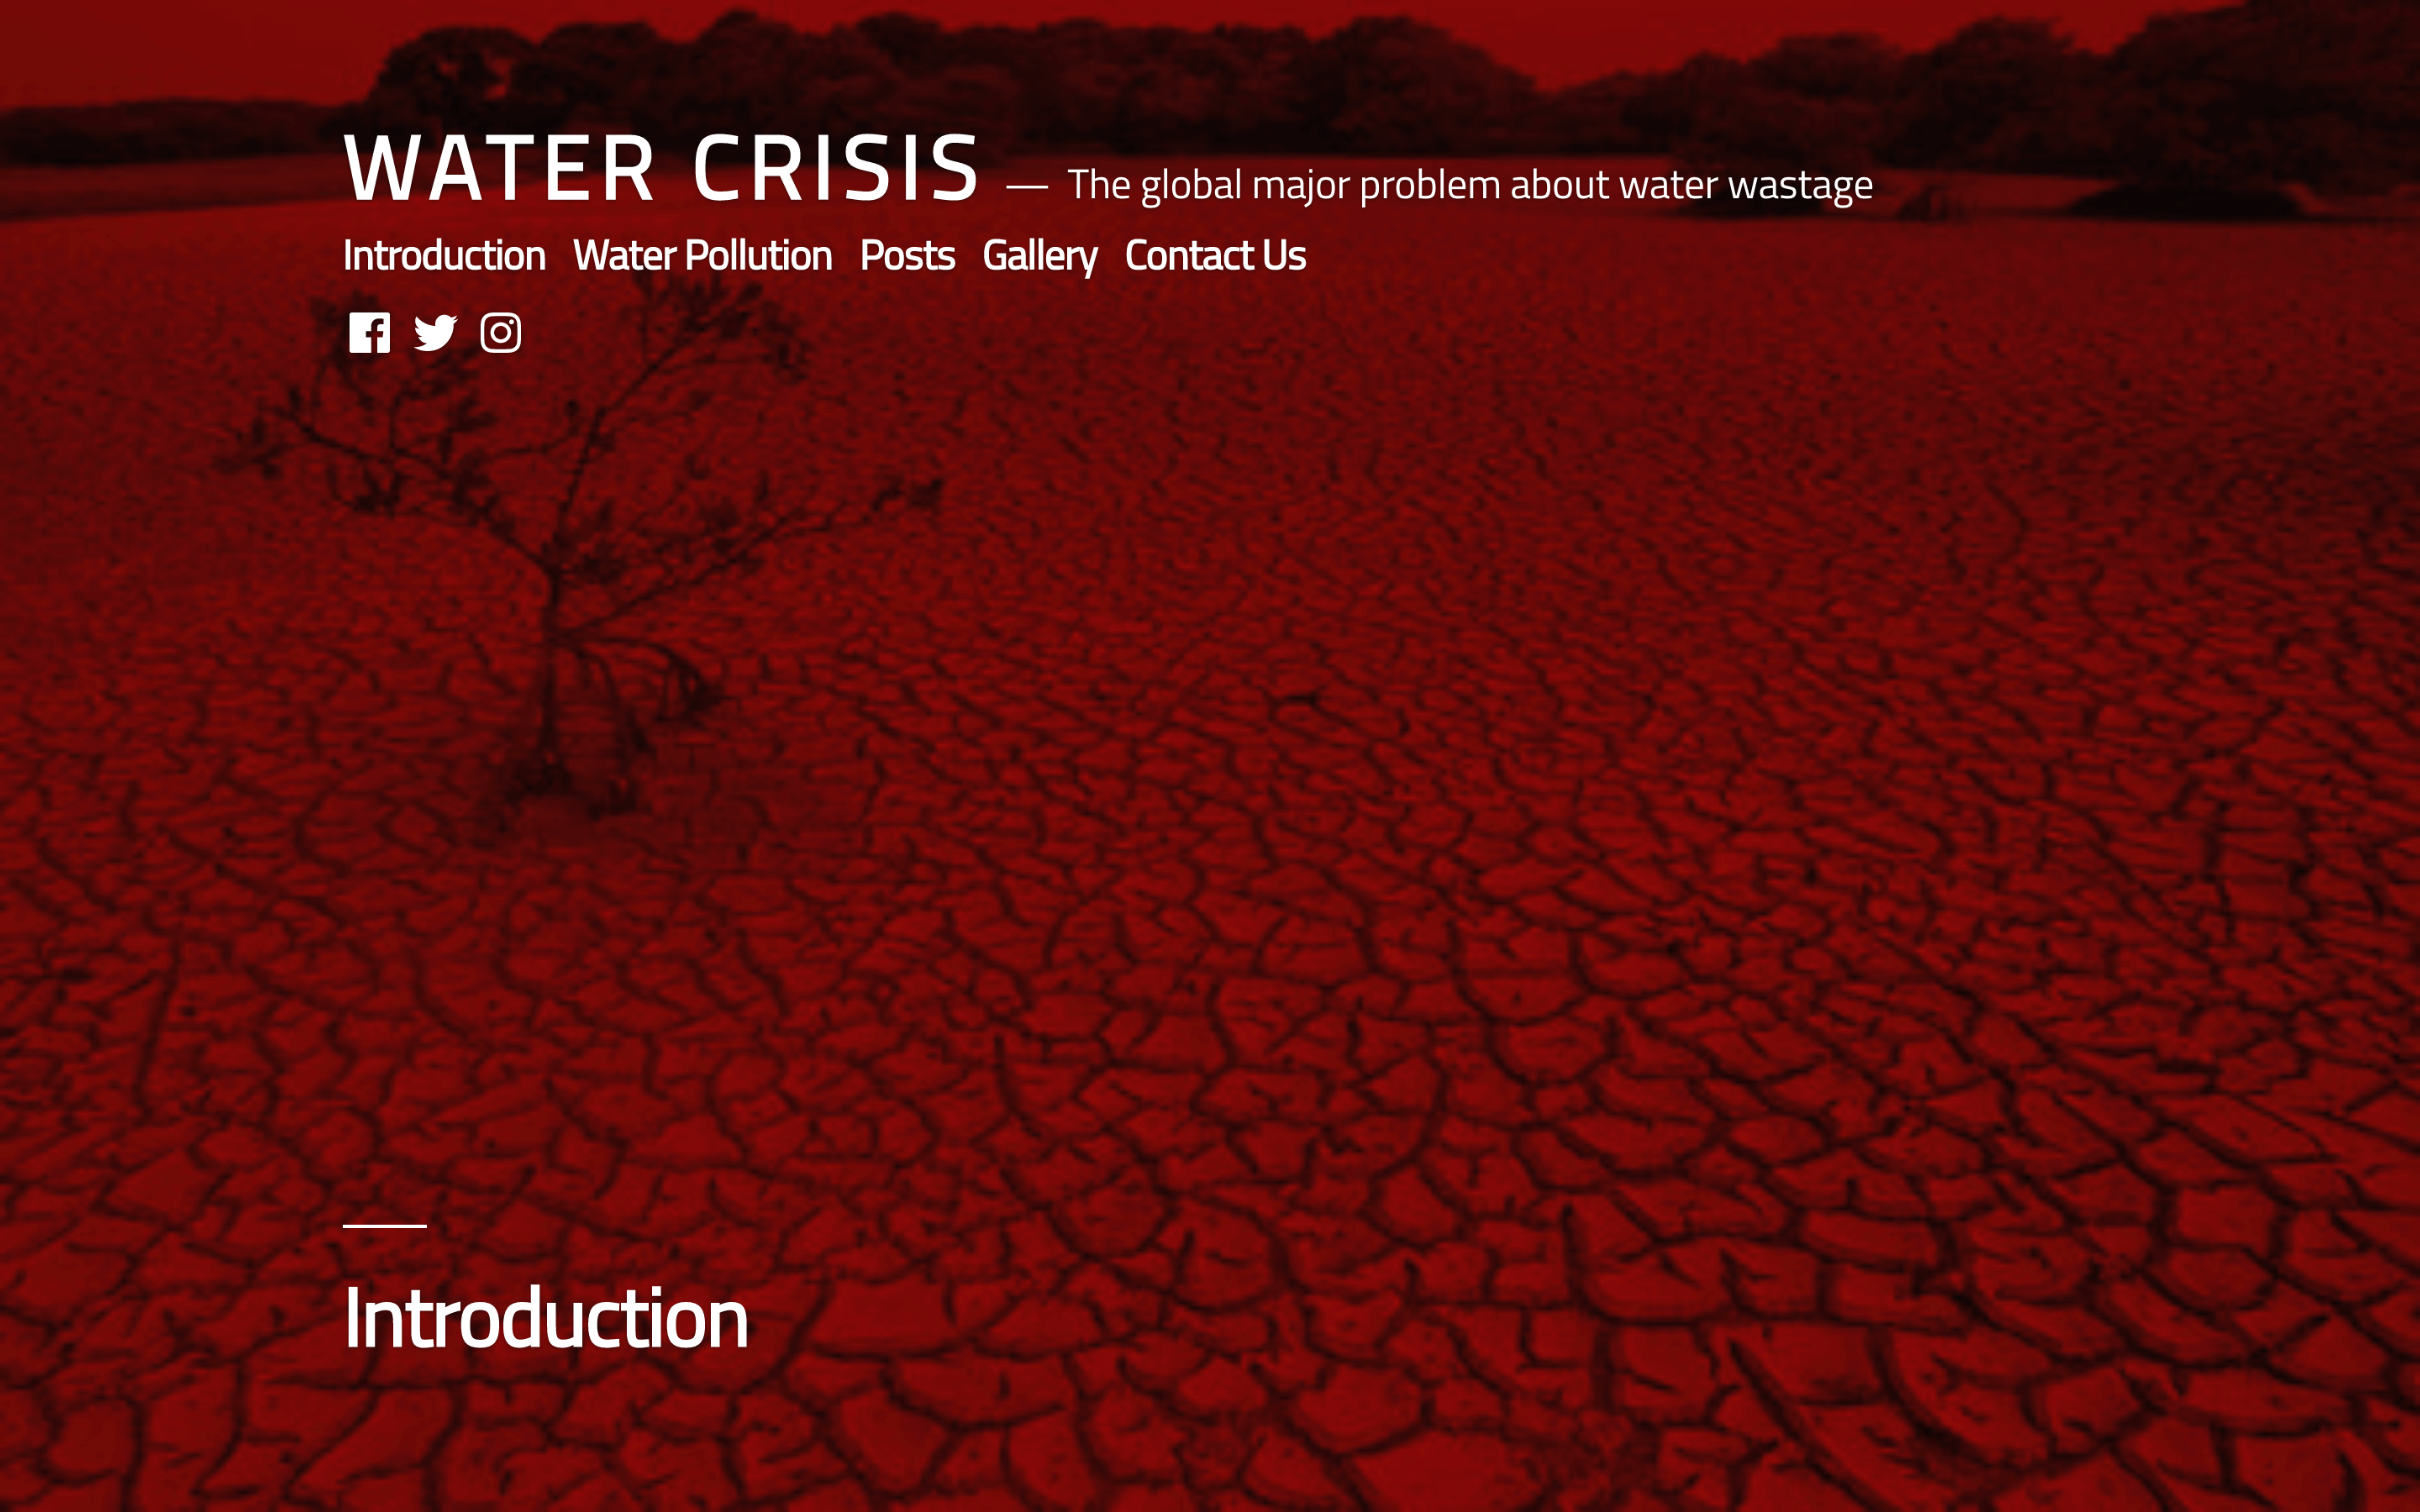 WATER CRISIS — The global major problem about water wastage
Introduction Water Pollution Posts Gallery Contact Us
Introduction